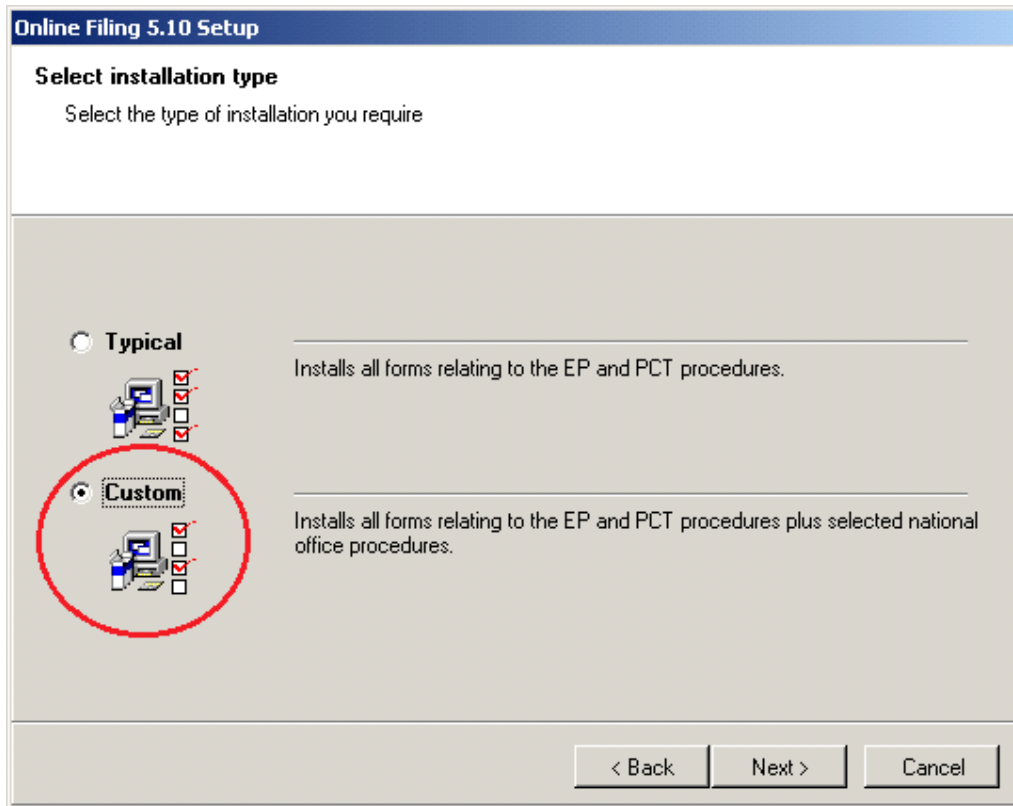 Online Filing 5.10 Setup
Select installation type
Select the type of installation you require
Typical
Installs all forms relating to the EP and PCT procedures.
Custom
Installs all forms relating to the EP and PCT procedures plus selected national
office procedures.
< Back Next > Cancel